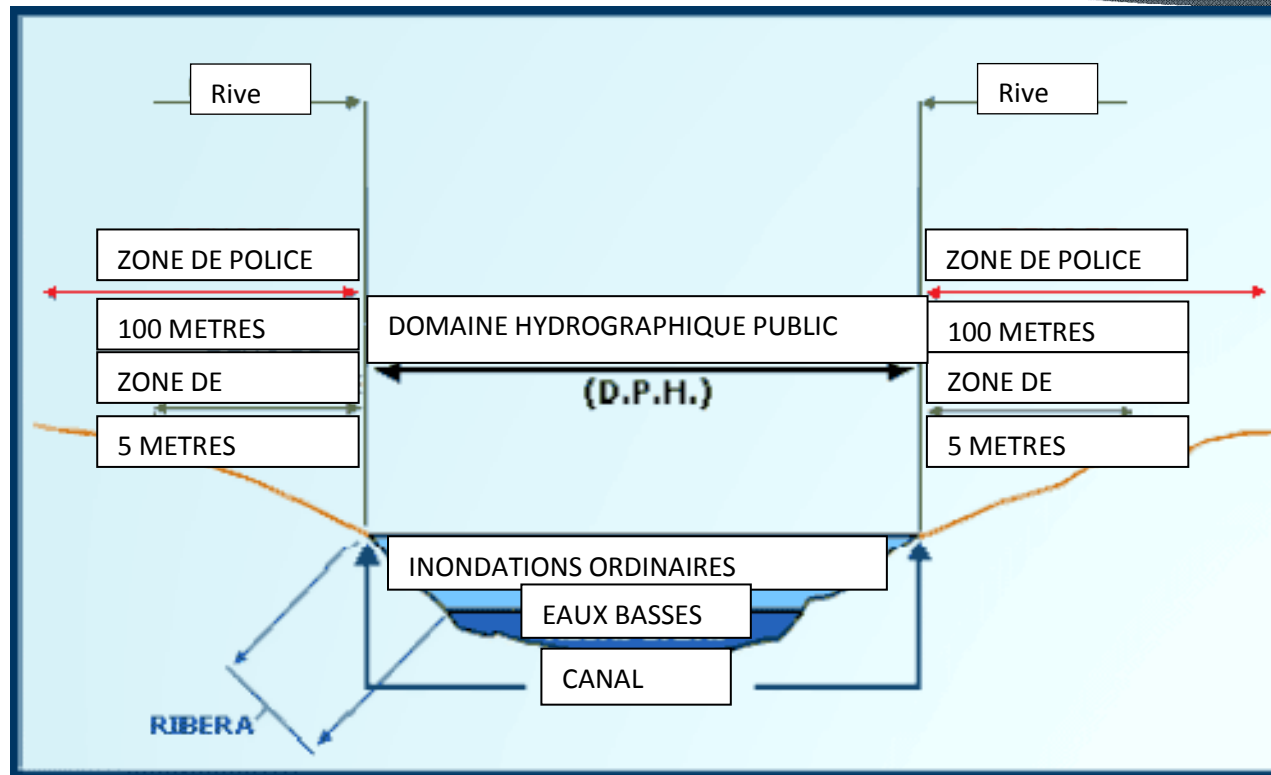 Rive
Rive
ZONE DE POLICE
ZONE DE POLICE
100 METRES
DOMAINE HYDROGRAPHIQUE PUBLIC
100 METRES
ZONE DE
(D.P.H.)
ZONE DE
5 METRES
5 METRES
INONDATIONS ORDINAIRES
EAUX BASSES
CANAL
RIBERA